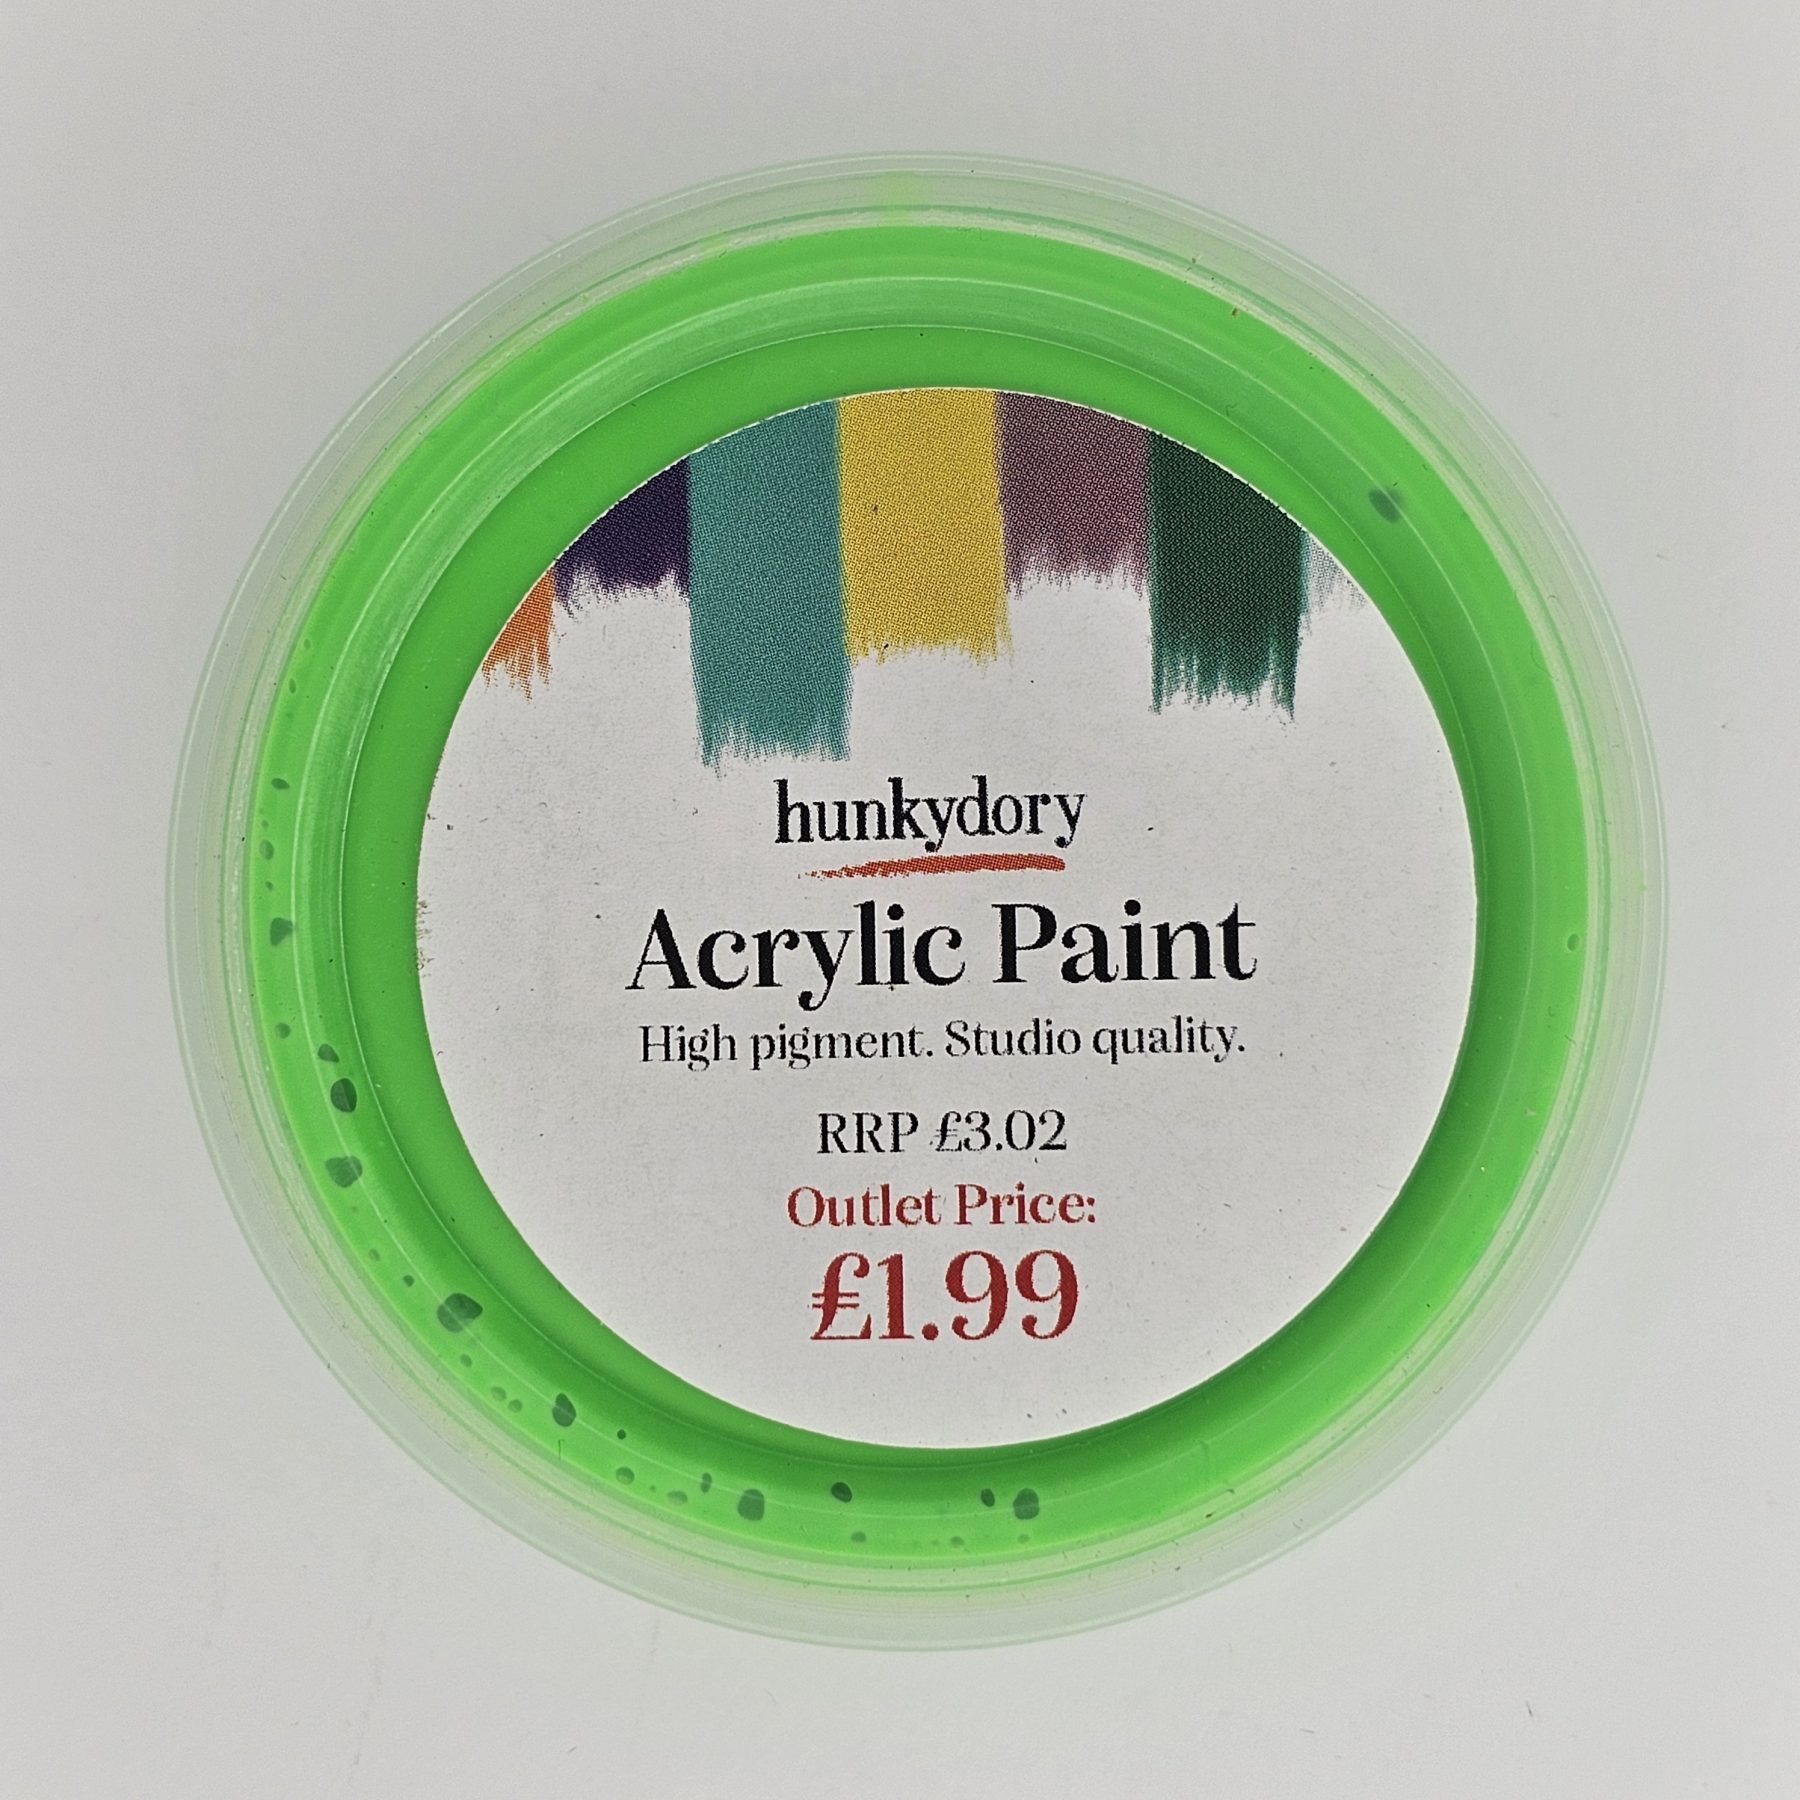 hunkydory
Acrylic Paint
High pigment. Studio quality.
RRP £3.02
Outlet Price:
£1.99